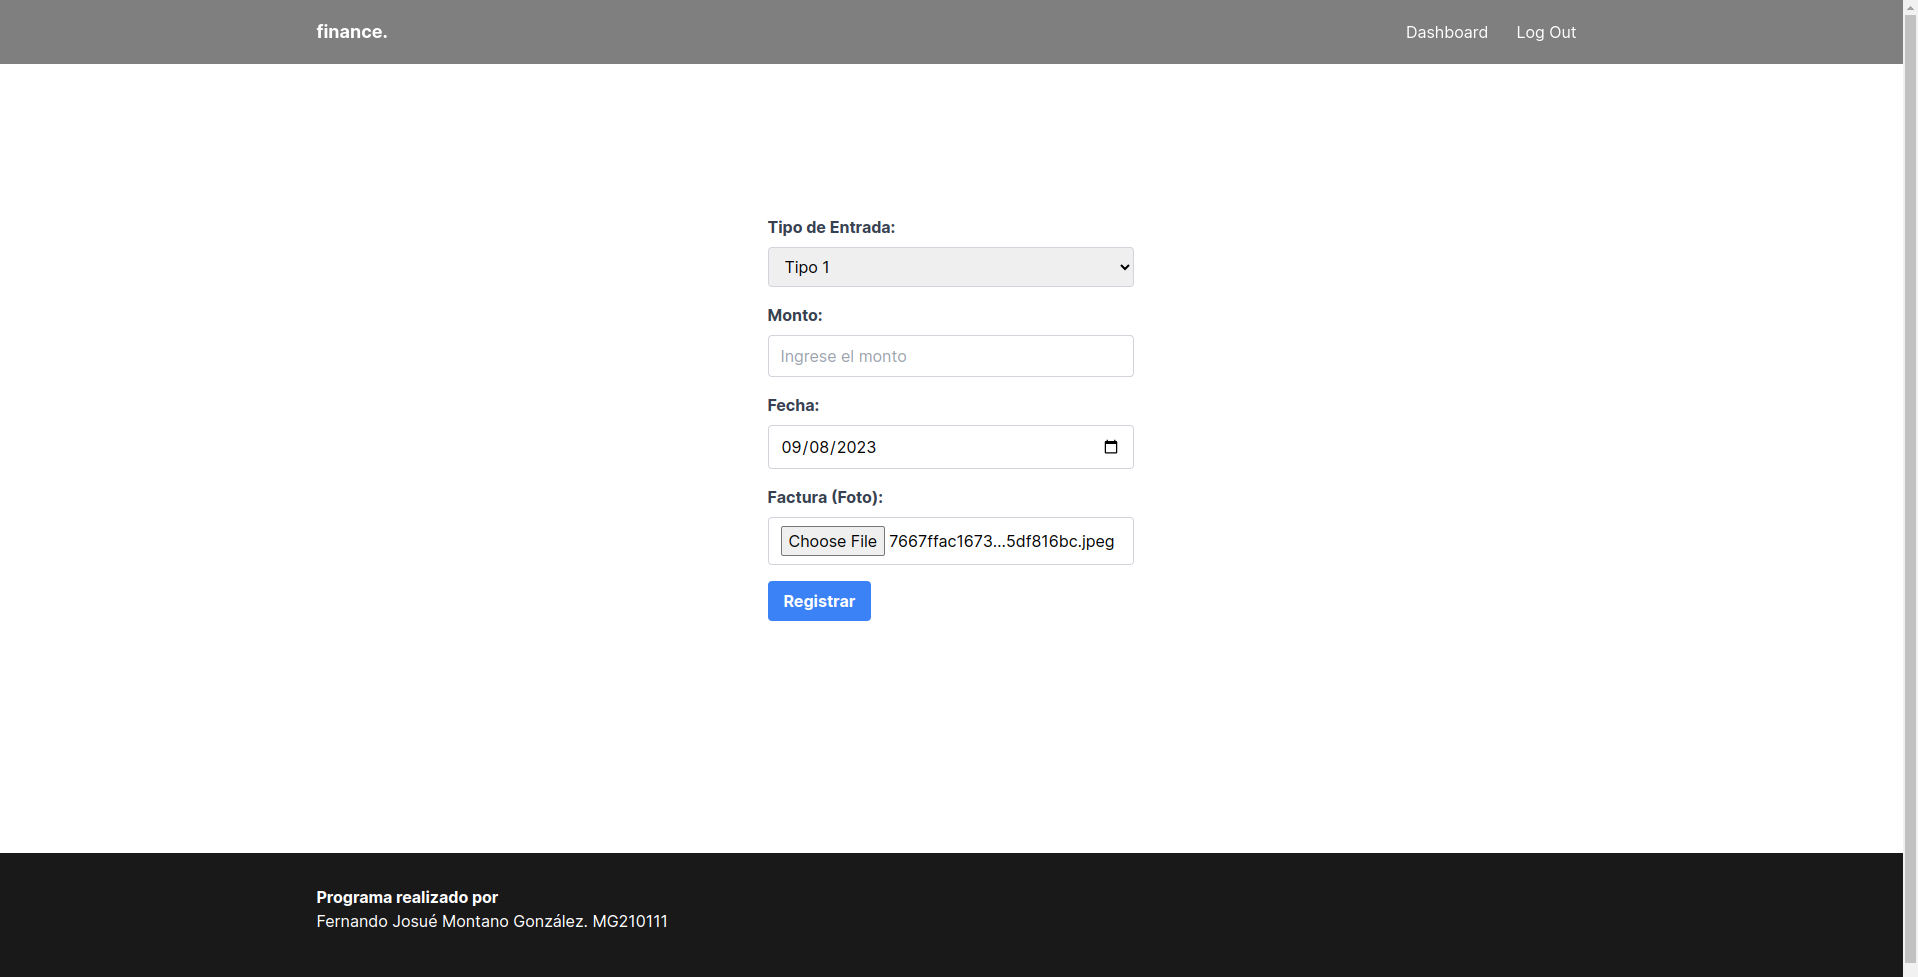 finance.
Dashboard
Log Out
Tipo de Entrada:
Tipo 1
Monto:
Ingrese el monto
Fecha:
09/08/2023
Factura (Foto):
Choose File 7667ffac1673...5df816bc.jpeg
Registrar
Programa realizado por
Fernando Josué Montano González. MG210111